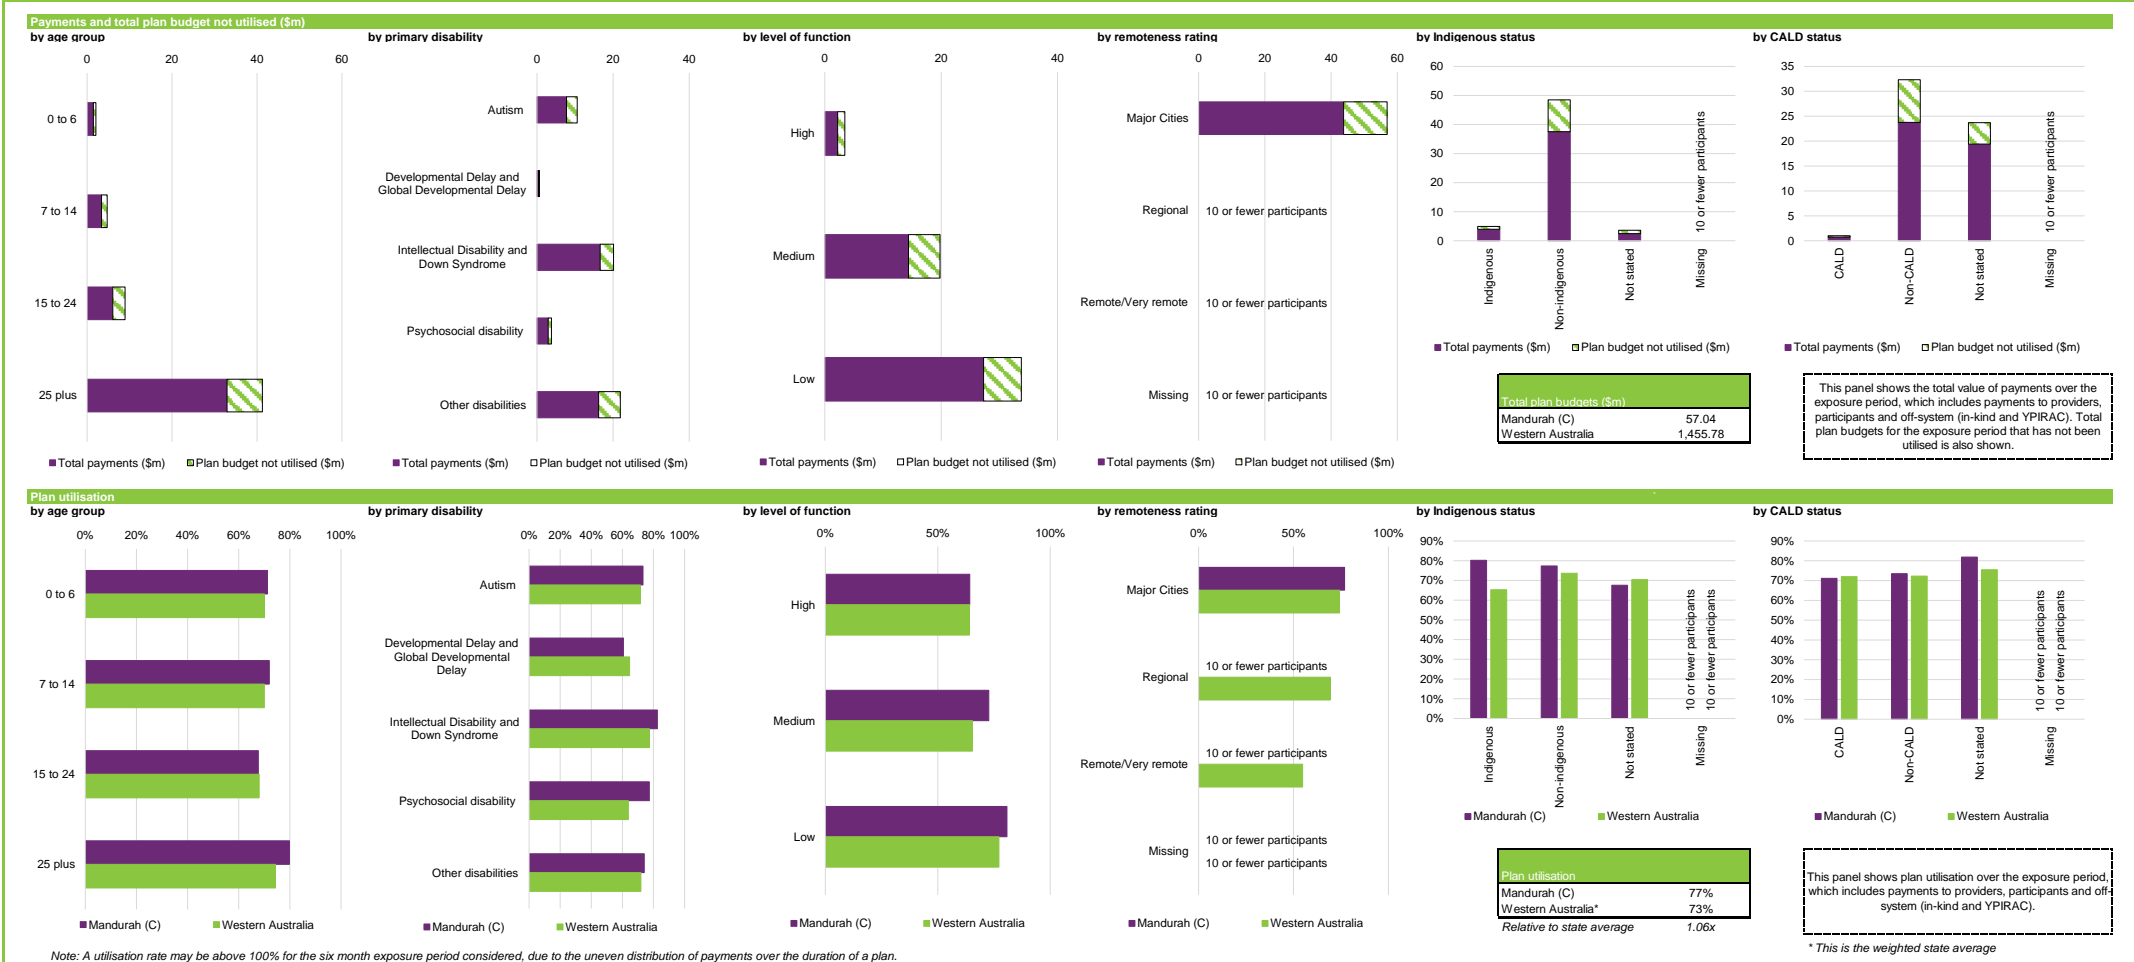 Payments and total plan budget not utilised ($m)
by age group
0
20
40
60
0 to 6
7 to 14
15 to 24
25 plus
Total payments ($m)
Plan budget not utilised ($m)
by primary disability
0
20
40
Autism
Developmental Delay and
Global Developmental Delay
Intellectual Disability and
Down Syndrome
Psychosocial disability
Other disabilities
Total payments ($m)
Plan budget not utilised ($m)
by level of function
0
20
40
High
Medium
Low
Total payments ($m)
Plan budget not utilised ($m)
by remoteness rating
0
20
40
60
Major Cities
Regional
10 or fewer participants
Remote/Very remote
10 or fewer participants
Missing
10 or fewer participants
Total payments ($m)
Plan budget not utilised ($m)
by Indigenous status
60
50
40
30
20
10
0
10 or fewer participants
Indigenous
Non-indigenous
Not stated
Missing
Total payments ($m)
Plan budget not utilised ($m)
Total plan budgets ($m)
Mandurah (C) 57.04
Western Australia 1,455.78
by CALD status
35
30
25
20
15
10
5
0
10 or fewer participants
CALD
Non-CALD
Not stated
Missing
Total payments ($m)
Plan budget not utilised ($m)
This panel shows the total value of payments over the
exposure period, which includes payments to providers,
participants and off-system (in-kind and YPIRAC). Total
plan budgets for the exposure period that has not been
utilised is also shown.
Plan utilisation
by age group
0%
20%
40%
60%
80%
100%
0 to 6
7 to 14
15 to 24
25 plus
Mandurah (C)
Western Australia
by primary disability
0%
20%
40%
60%
80%
100%
Autism
Developmental Delay and
Global Developmental
Delay
Intellectual Disability and
Down Syndrome
Psychosocial disability
Other disabilities
Mandurah (C)
Western Australia
by level of function
0%
50%
100%
High
Medium
Low
Mandurah (C)
Western Australia
by remoteness rating
0%
50%
100%
Major Cities
Regional
10 or fewer participants
Remote/Very remote
10 or fewer participants
Missing
10 or fewer participants
10 or fewer participants
Mandurah (C)
Western Australia
by Indigenous status
90%
80%
70%
60%
50%
40%
30%
20%
10%
0%
10 or fewer participants
10 or fewer participants
Indigenous
Non-indigenous
Not stated
Missing
Mandurah (C)
Western Australia
Plan utilisation
Mandurah (C) 77%
Western Australia* 73%
Relative to state average 1.06x
by CALD status
90%
80%
70%
60%
50%
40%
30%
20%
10%
0%
10 or fewer participants
10 or fewer participants
CALD
Non-CALD
Not stated
Missing
Mandurah (C)
Western Australia
This panel shows plan utilisation over the exposure period,
which includes payments to providers, participants and off-
system (in-kind and YPIRAC).
* This is the weighted state average
Note: A utilisation rate may be above 100% for the six month exposure period considered, due to the uneven distribution of payments over the duration of a plan.